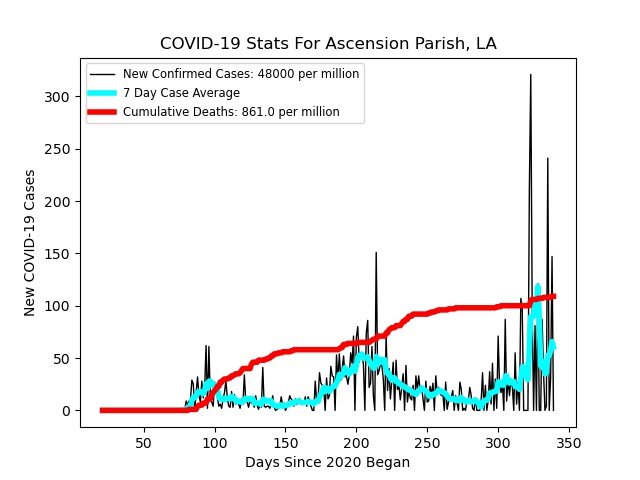 COVID-19 Stats For Ascension Parish, LA
New Confirmed Cases: 48000 per million
7 Day Case Average
Cumulative Deaths: 861.0 per million
New COVID-19 Cases
300
250
200
150
100
50
0
50 100 150 200 250 300 350
Days Since 2020 Began